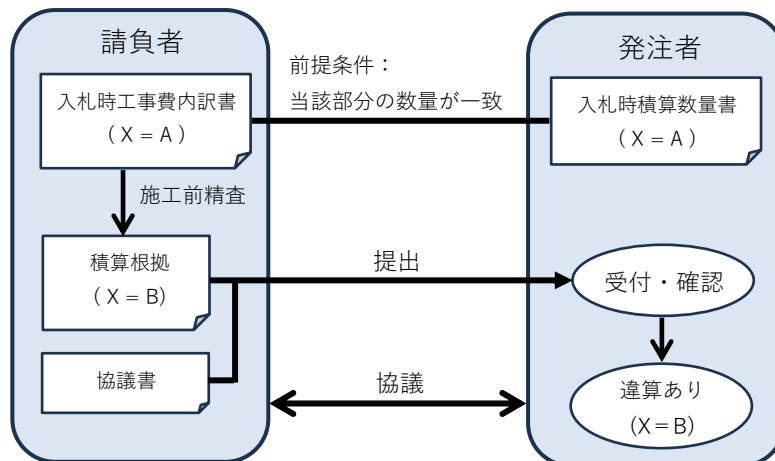 請負者
発注者
前提条件：
当該部分の数量が一致
入札時工事費内訳書
（X = A）
入札時積算数量書
（X = A）
施工前精査
積算根拠
（X = B）
提出
受付・確認
協議書
協議
違算あり
(X＝B)